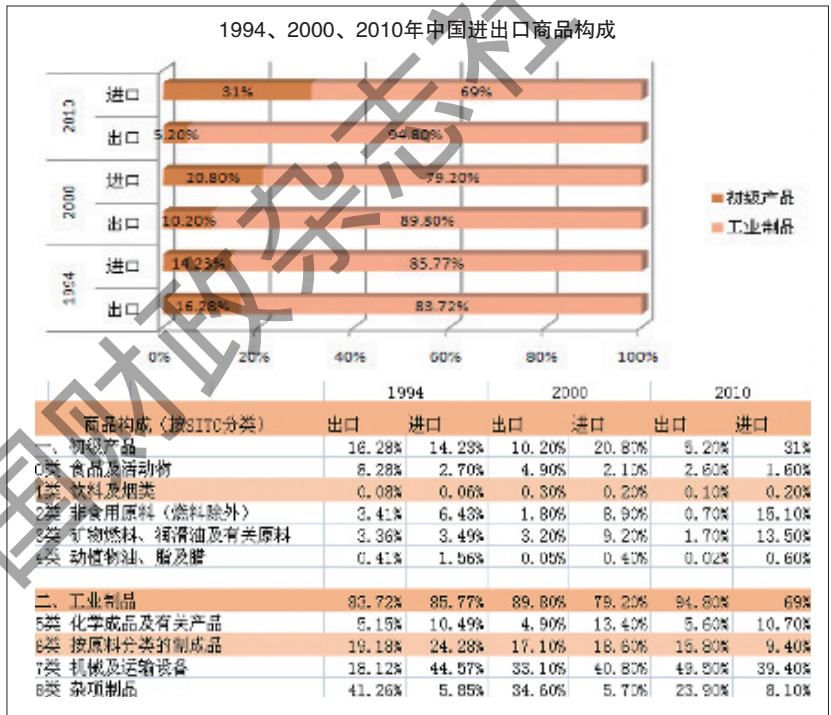 1994、2000、2010年中国进出口商品构成
2010
进口
31%
69%
出口
5.20%
94.80%
2000
进口
20.80%
79.20%
出口
10.20%
89.80%
1994
进口
14.23%
85.77%
出口
16.28%
83.72%
初级产品
工业制品
0% 20% 40% 60% 80% 100%
1994 2000 2010
商品构成（按SITC分类） 出口 进口 出口 进口 出口 进口
一、初级产品 16.28% 14.23% 10.20% 20.80% 5.20% 31%
0类 食品及活动物 8.28% 2.70% 4.90% 2.10% 2.60% 1.60%
1类 饮料及烟类 0.08% 0.06% 0.30% 0.20% 0.10% 0.20%
2类 非食用原料（燃料除外） 3.41% 6.43% 1.80% 8.90% 0.70% 15.10%
3类 矿物燃料、润滑油及有关原料 3.36% 3.49% 3.20% 9.20% 1.70% 13.50%
4类 动植物油、脂及腊 0.41% 1.56% 0.05% 0.40% 0.02% 0.60%
二、工业制品 83.72% 85.77% 89.80% 79.20% 94.80% 69%
5类 化学成品及有关产品 5.15% 10.49% 4.90% 13.40% 5.60% 10.70%
6类 按原料分类的制成品 19.18% 24.28% 17.10% 18.60% 15.80% 9.40%
7类 机械及运输设备 18.12% 44.57% 33.10% 40.80% 49.50% 39.40%
8类 杂项制品 41.26% 5.85% 34.60% 5.70% 23.90% 8.10%
国财政杂志社